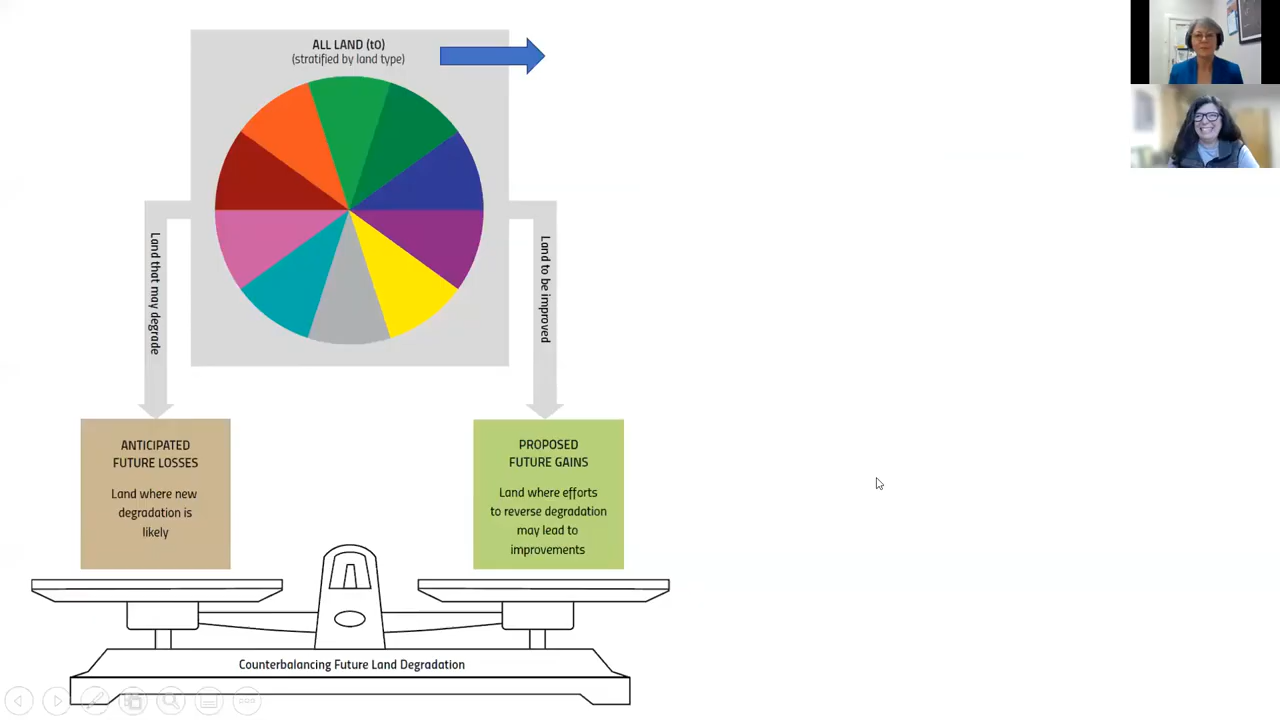 ALL LAND (t0)
(stratified by land type)
Land that may degrade
Land to be improved
ANTICIPATED
FUTURE LOSSES
Land where new
degradation is
likely
PROPOSED
FUTURE GAINS
Land where efforts
to reverse degradation
may lead to
improvements
Counterbalancing Future Land Degradation